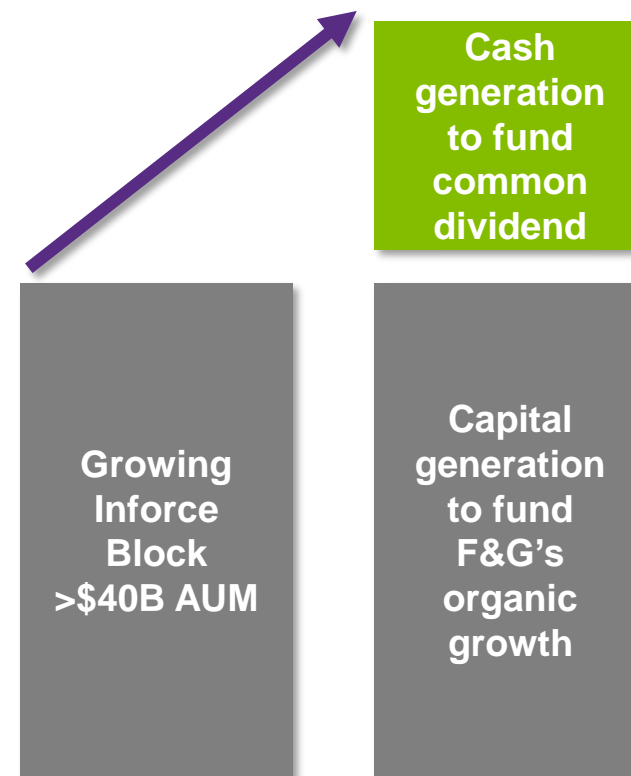 Cash
generation
to fund
common
dividend
Growing
Inforce
Block
>$40B AUM
Capital
generation
to fund
F&G’s
organic
growth